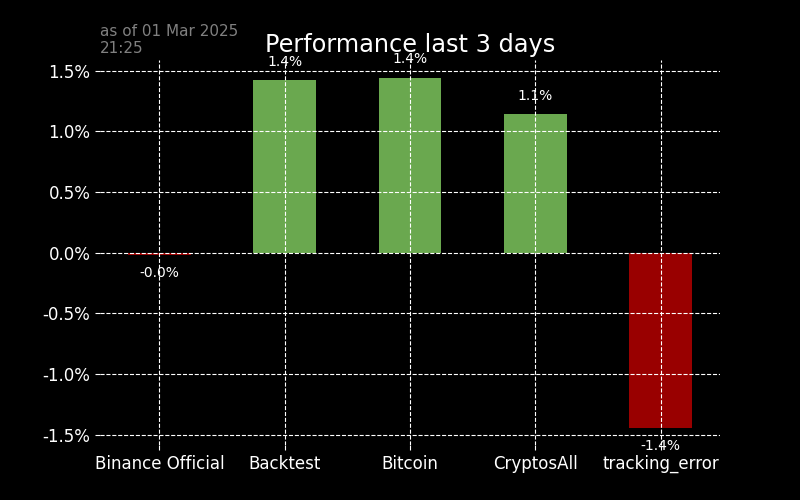 as of 01 Mar 2025
21:25
Performance last 3 days
1.4%
1.4%
1.1%
-0.0%
-1.4%
1.5%
1.0%
0.5%
0.0%
-0.5%
-1.0%
-1.5%
Binance Official
Backtest
Bitcoin
CryptosAll
tracking_error